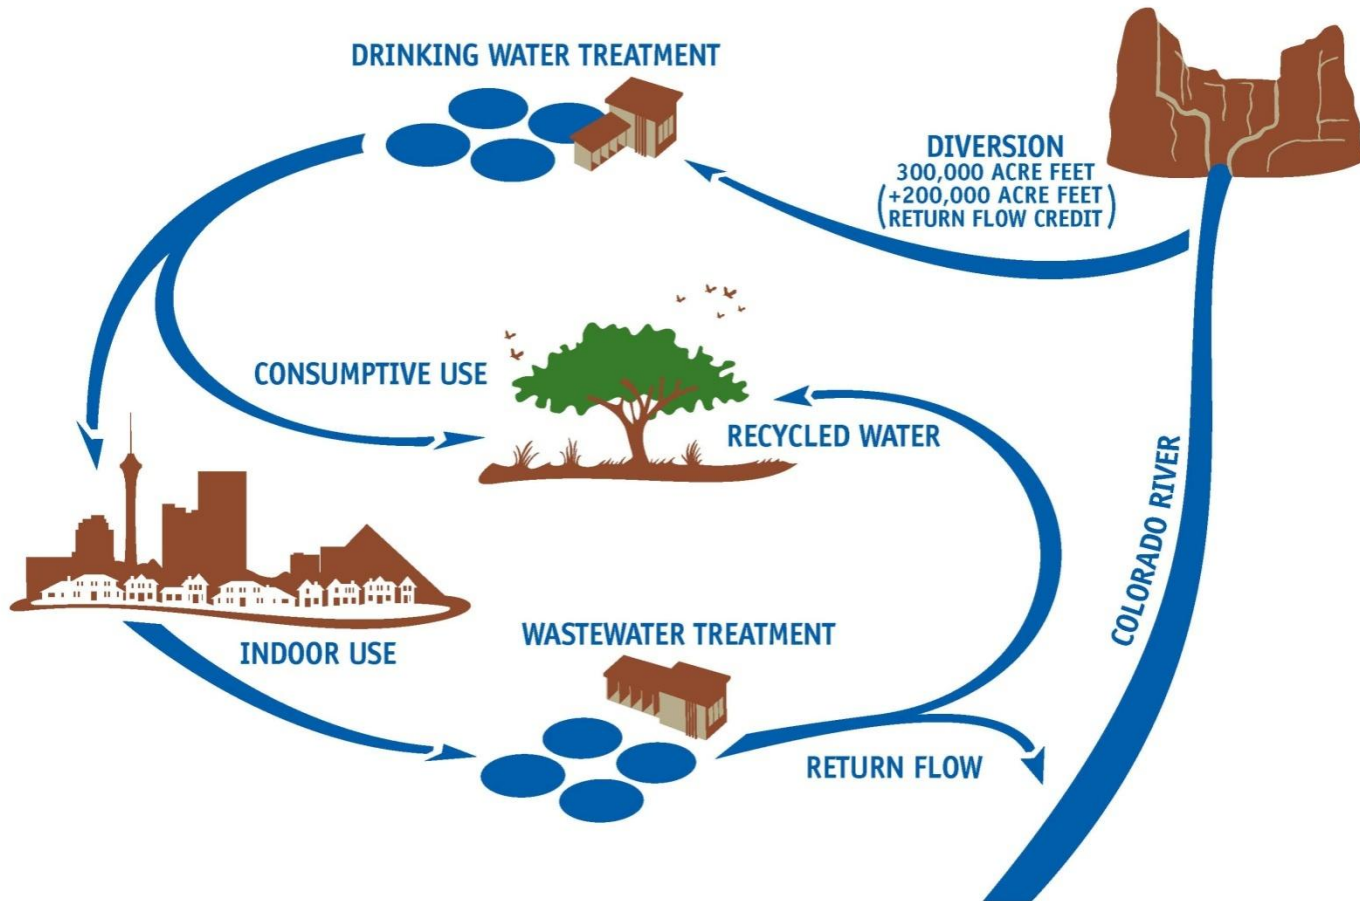 DRINKING WATER TREATMENT
DIVERSION
300,000 ACRE FEET
(+200,000 ACRE FEET
RETURN FLOW CREDIT)
CONSUMPTIVE USE
RECYCLED WATER
COLORADO RIVER
INDOOR USE
WASTEWATER TREATMENT
RETURN FLOW